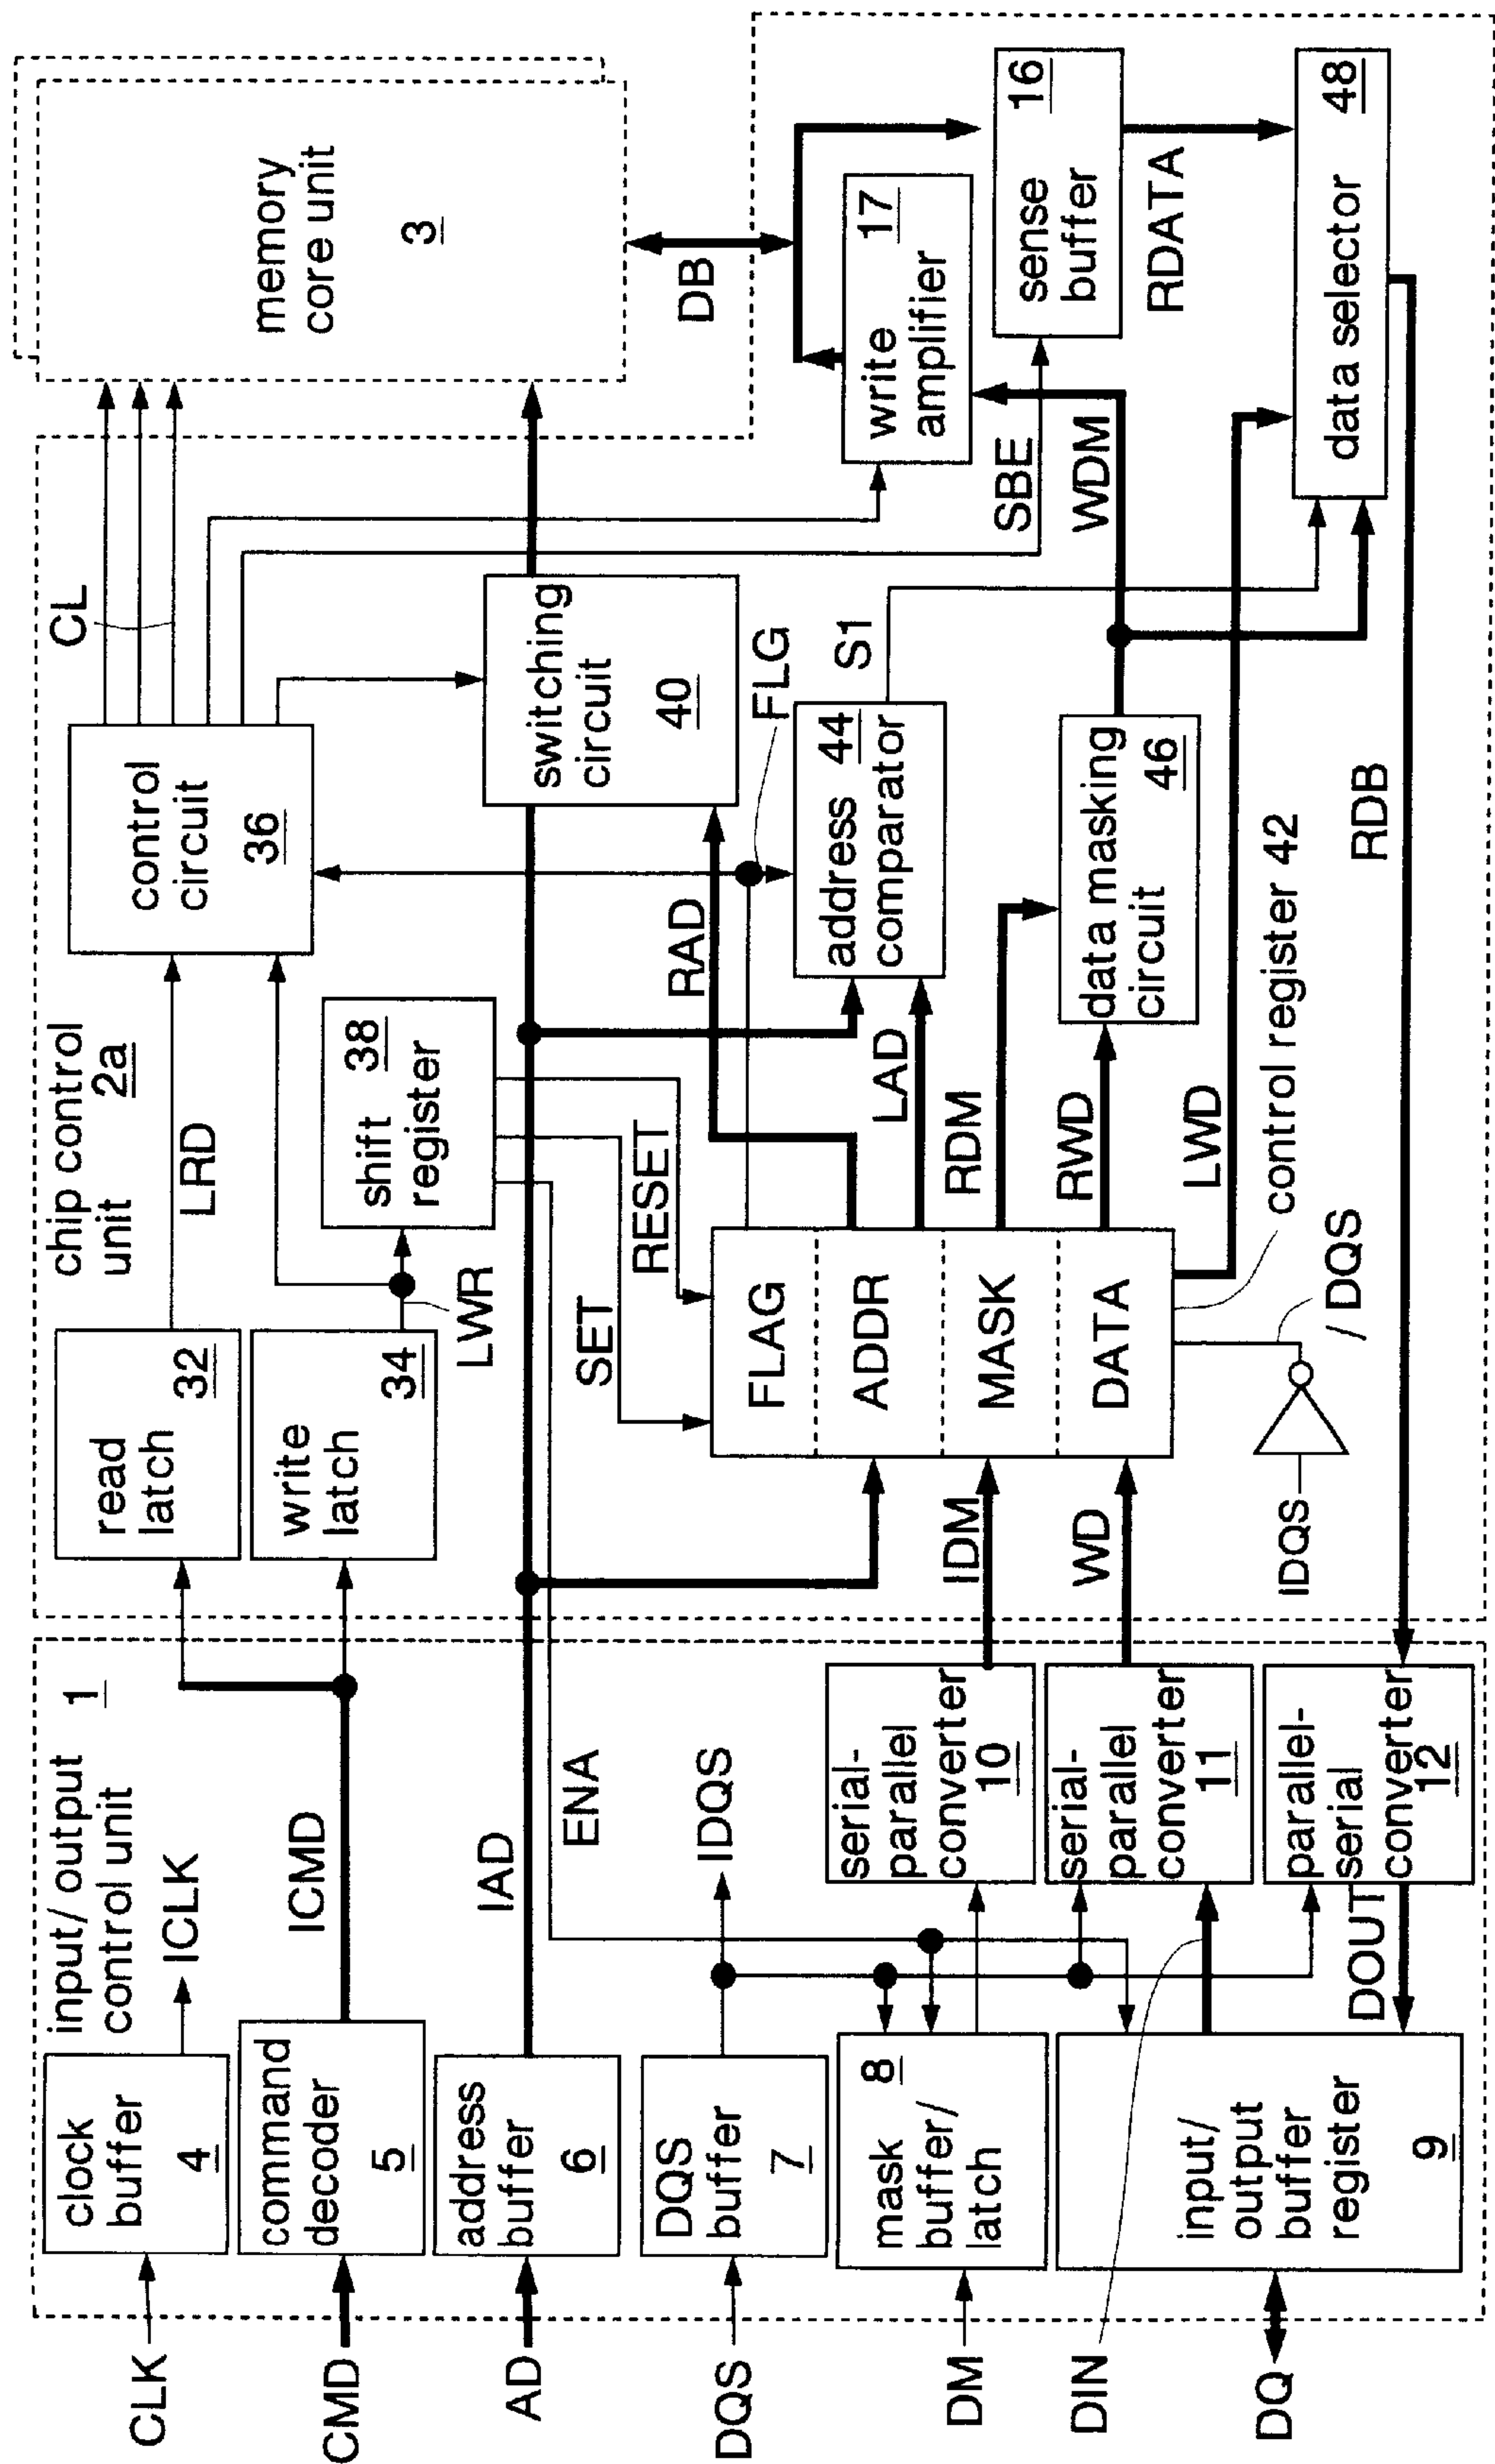 CLK
CMD
AD
DQS
DM
DIN
DQ
input/ output
control unit
1
clock
buffer
4
ICLK
command
decoder
5
ICMD
address
buffer
6
IAD
ENA
DQS
buffer
7
IDQS
mask
buffer/
latch
8
input/
output
buffer
register
9
serial-
parallel
converter
10
serial-
parallel
converter
11
parallel-
serial
converter
12
DOUT
chip control
unit
2a
read
latch
32
LRD
write
latch
34
LWR
shift
register
38
SET
RESET
control
circuit
36
CL
switching
circuit
40
RAD
FLG
FLAG
ADDR
MASK
DATA
IDM
WD
IDQS
/ DQS
control register 42
LAD
RDM
RWD
LWD
address
comparator
44
S1
data masking
circuit
46
RDB
SBE
WDM
memory
core unit
3
DB
write
amplifier
17
sense
buffer
16
RDATA
data selector
48